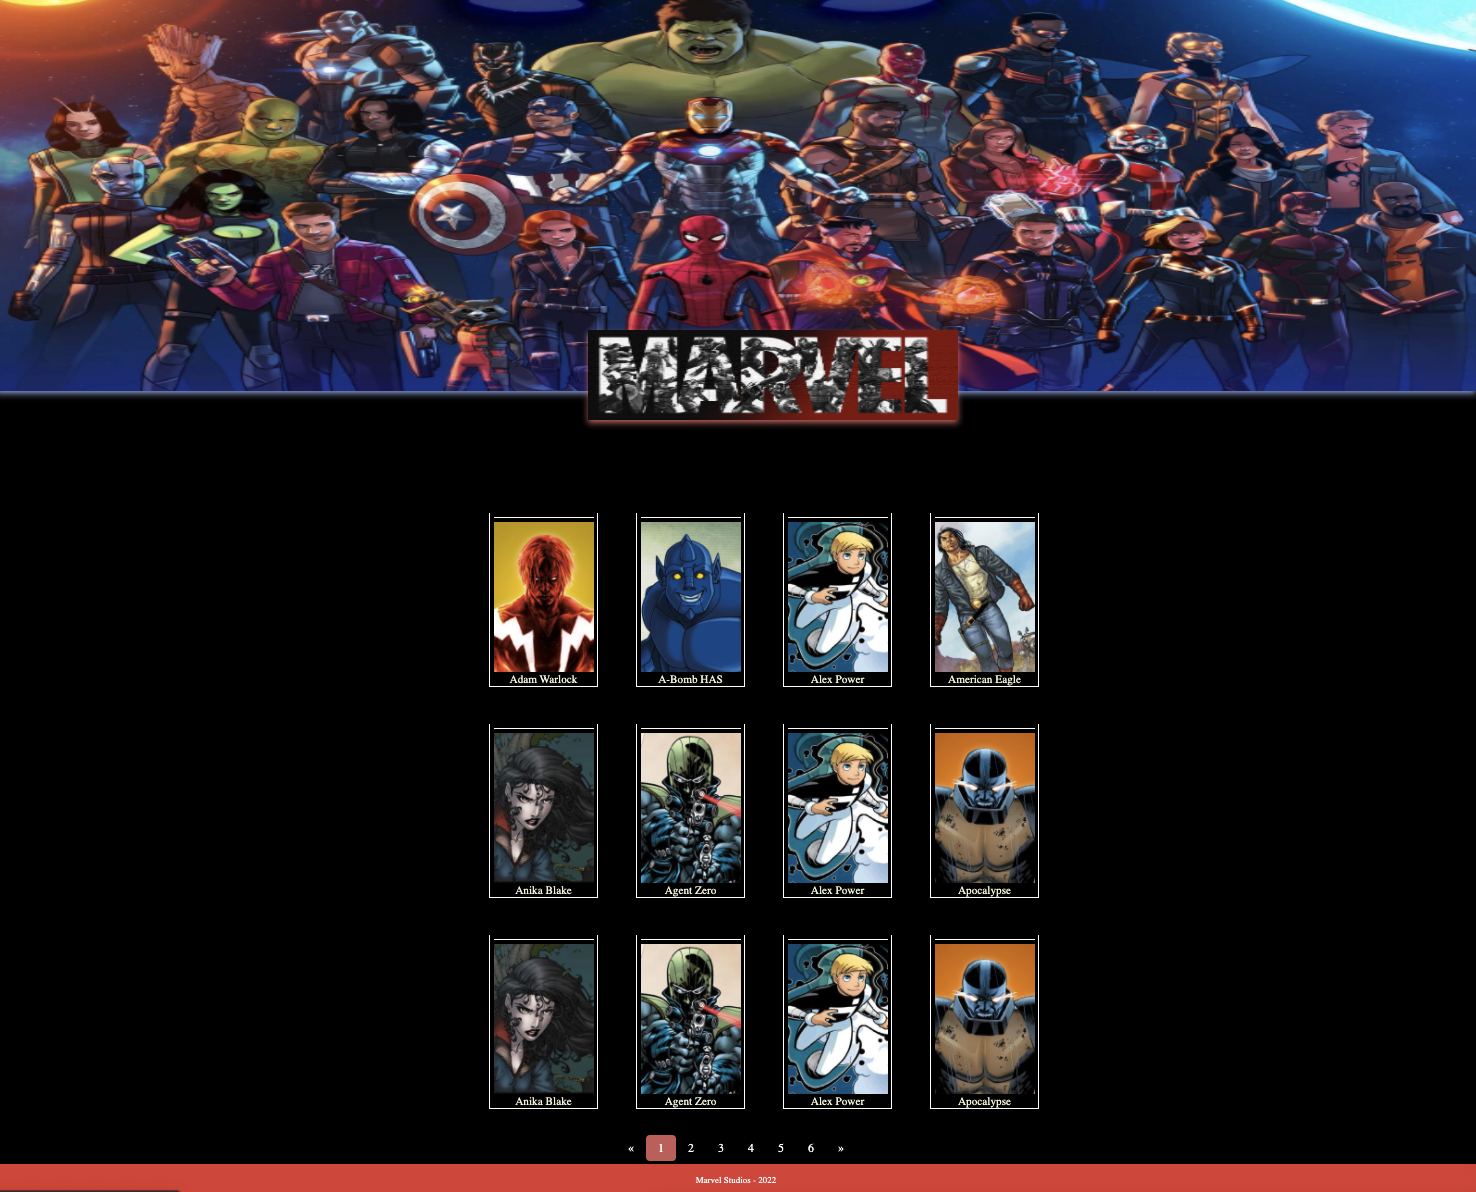 MARVEL
Adam Warlock A-Bomb HAS Alex Power American Eagle
Anika Blake Agent Zero Alex Power Apocalypse
Anika Blake Agent Zero Alex Power Apocalypse
« 1 2 3 4 5 6 »
Marvel Studios - 2022